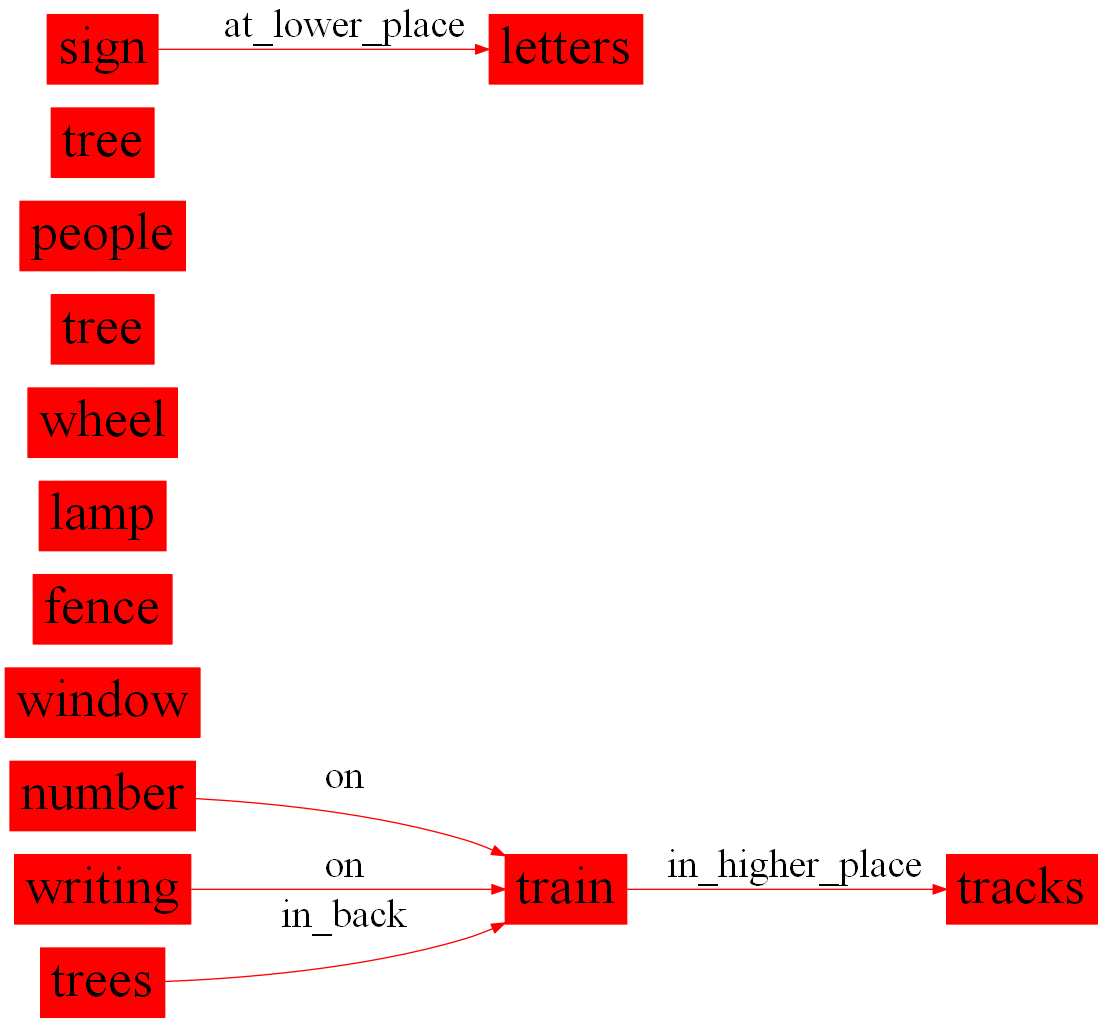 sign at_lower_place letters
tree
people
tree
wheel
lamp
fence
window
number on
writing on train in_higher_place tracks
in_back
trees